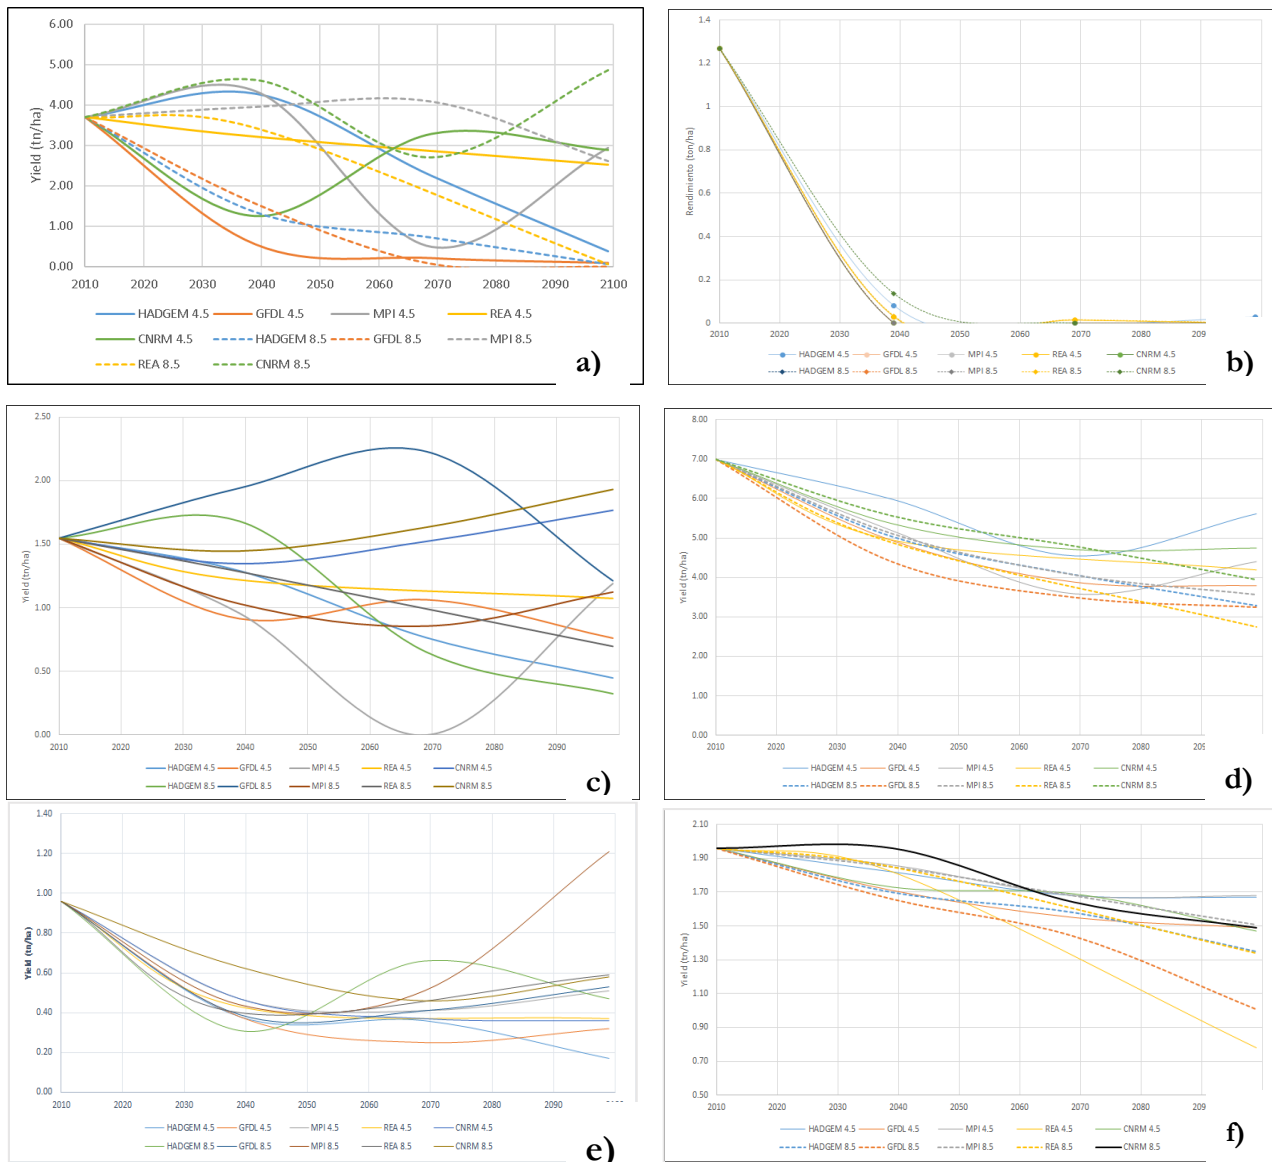 6.00
5.00
4.00
3.00
2.00
1.00
0.00
Yield (tn/ha)
2010 2020 2030 2040 2050 2060 2070 2080 2090 2100
HADGEM 4.5 GFDL 4.5 MPI 4.5 REA 4.5
CNRM 4.5 HADGEM 8.5 GFDL 8.5 MPI 8.5
REA 8.5 CNRM 8.5
a)
1.4
1.2
1
0.8
0.6
0.4
0.2
0
Rendimiento (ton/ha)
2010 2020 2030 2040 2050 2060 2070 2080 209
HADGEM 4.5 GFDL 4.5 MPI 4.5 REA 4.5 CNRM 4.5
HADGEM 8.5 GFDL 8.5 MPI 8.5 REA 8.5 CNRM 8.5
b)
2.50
2.00
1.50
1.00
0.50
0.00
Yield (tn/ha)
2010 2020 2030 2040 2050 2060 2070 2080 2090
HADGEM 4.5 GFDL 4.5 MPI 4.5 REA 4.5 CNRM 4.5
HADGEM 8.5 GFDL 8.5 MPI 8.5 REA 8.5 CNRM 8.5
c)
8.00
7.00
6.00
5.00
4.00
3.00
2.00
1.00
0.00
Yield (tn/ha)
2010 2020 2030 2040 2050 2060 2070 2080 209
HADGEM 4.5 GFDL 4.5 MPI 4.5 REA 4.5 CNRM 4.5
HADGEM 8.5 GFDL 8.5 MPI 8.5 REA 8.5 CNRM 8.5
d)
1.40
1.20
1.00
0.80
0.60
0.40
0.20
0.00
Yield (tn/ha)
2010 2020 2030 2040 2050 2060 2070 2080 2090
HADGEM 4.5 GFDL 4.5 MPI 4.5 REA 4.5 CNRM 4.5
HADGEM 8.5 GFDL 8.5 MPI 8.5 REA 8.5 CNRM 8.5
e)
2.10
1.90
1.70
1.50
1.30
1.10
0.90
0.70
0.50
Yield (tn/ha)
2010 2020 2030 2040 2050 2060 2070 2080 209
HADGEM 4.5 GFDL 4.5 MPI 4.5 REA 4.5 CNRM 4.5
HADGEM 8.5 GFDL 8.5 MPI 8.5 REA 8.5 CNRM 8.5
f)